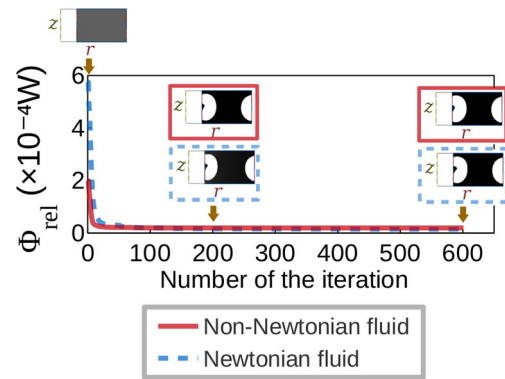 z
r
Φrel (×10⁻⁴W)
6
4
2
0
z
r
z
r
z
r
z
r
0 100 200 300 400 500 600
Number of the iteration
Non-Newtonian fluid
Newtonian fluid